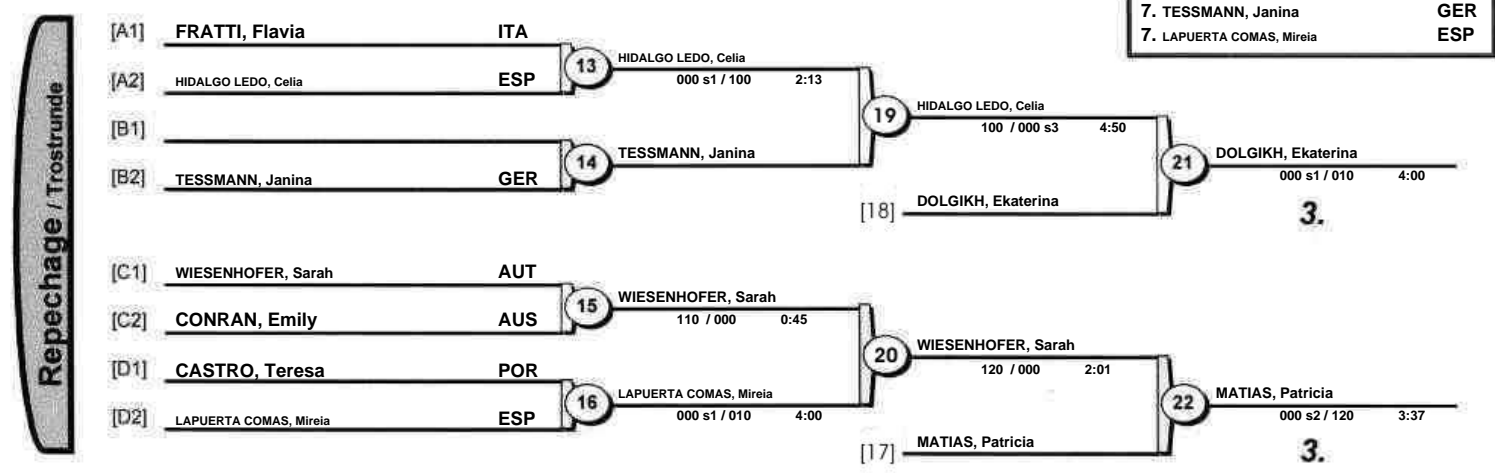 7. TESSMANN, Janina GER
7. LAPUERTA COMAS, Mireia ESP
Repechage / Trostrunde
[A1] FRATTI, Flavia ITA
[A2] HIDALGO LEDO, Celia ESP
13 HIDALGO LEDO, Celia
000 s1 / 100 2:13
[B1]
[B2] TESSMANN, Janina GER
14 TESSMANN, Janina
19 HIDALGO LEDO, Celia
100 / 000 s3 4:50
[18] DOLGIKH, Ekaterina
21 DOLGIKH, Ekaterina
000 s1 / 010 4:00
3.
[C1] WIESENHOFER, Sarah AUT
[C2] CONRAN, Emily AUS
15 WIESENHOFER, Sarah
110 / 000 0:45
[D1] CASTRO, Teresa POR
[D2] LAPUERTA COMAS, Mireia ESP
16 LAPUERTA COMAS, Mireia
000 s1 / 010 4:00
20 WIESENHOFER, Sarah
120 / 000 2:01
[17] MATIAS, Patricia
22 MATIAS, Patricia
000 s2 / 120 3:37
3.